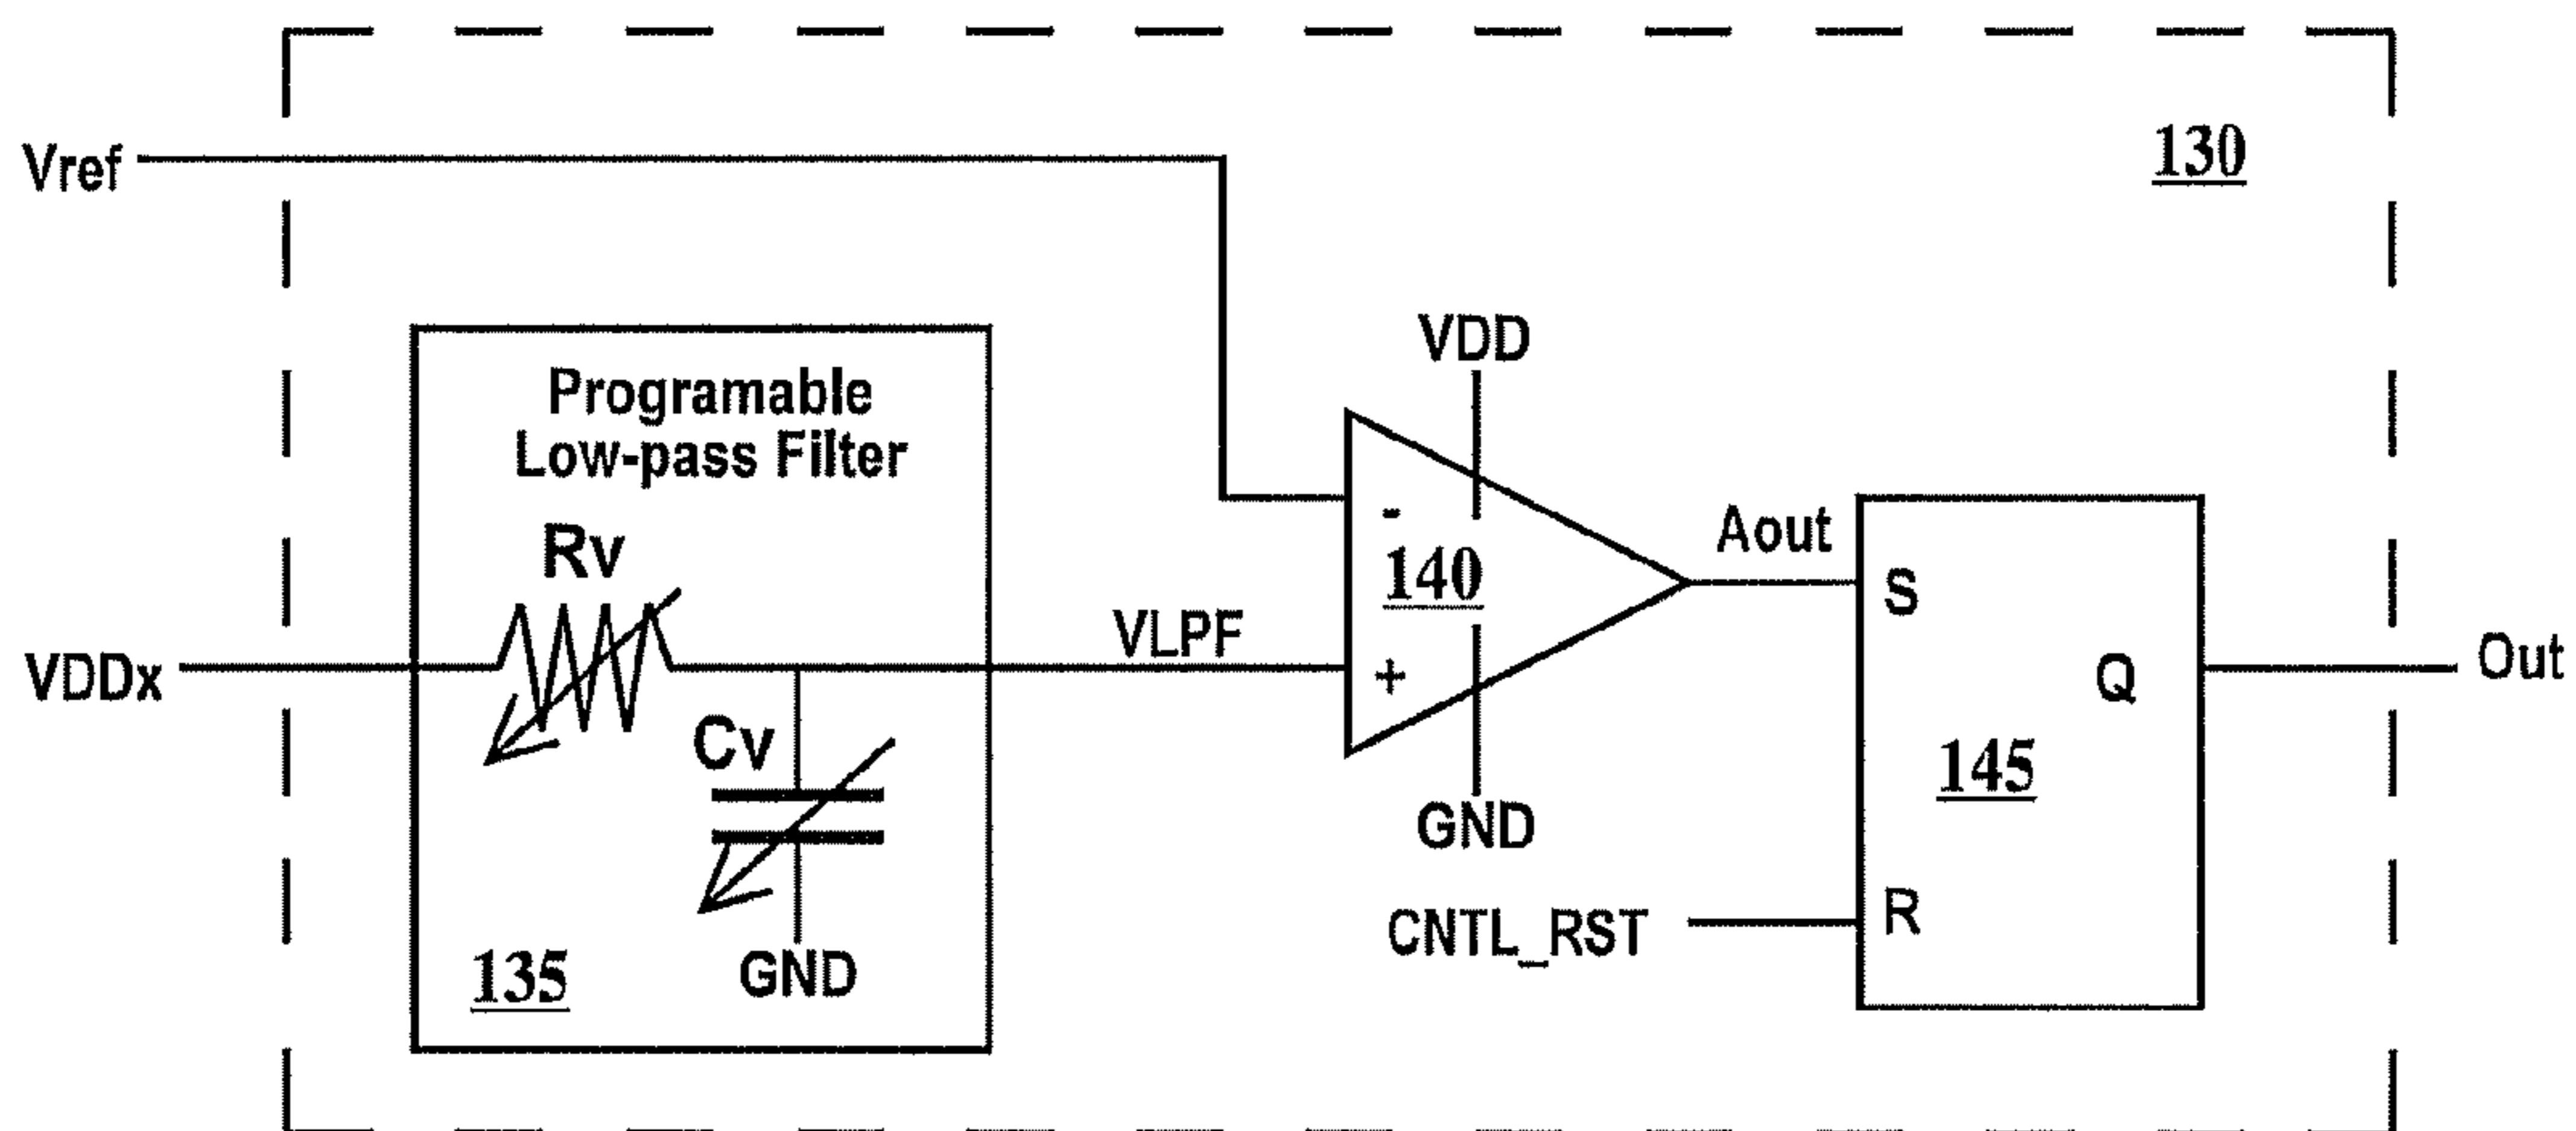 130
Vref
VDD
Programable
Low-pass Filter
Rv
-
140
Aout
S
VLPF
VDDx
+
Q
Out
Cv
145
GND
CNTL_RST
R
135
GND